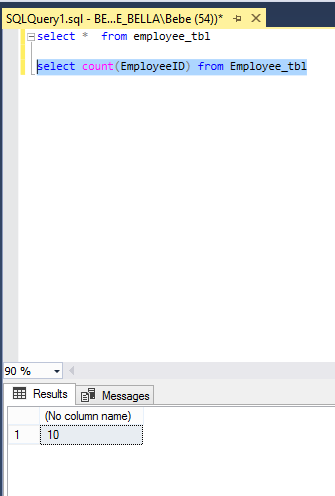 SQLQuery1.sql - BE...E_BELLA\Bebe (54))*
select *  from employee_tbl
select count(EmployeeID) from Employee_tbl
90 %
Results Messages
(No column name)
1 10